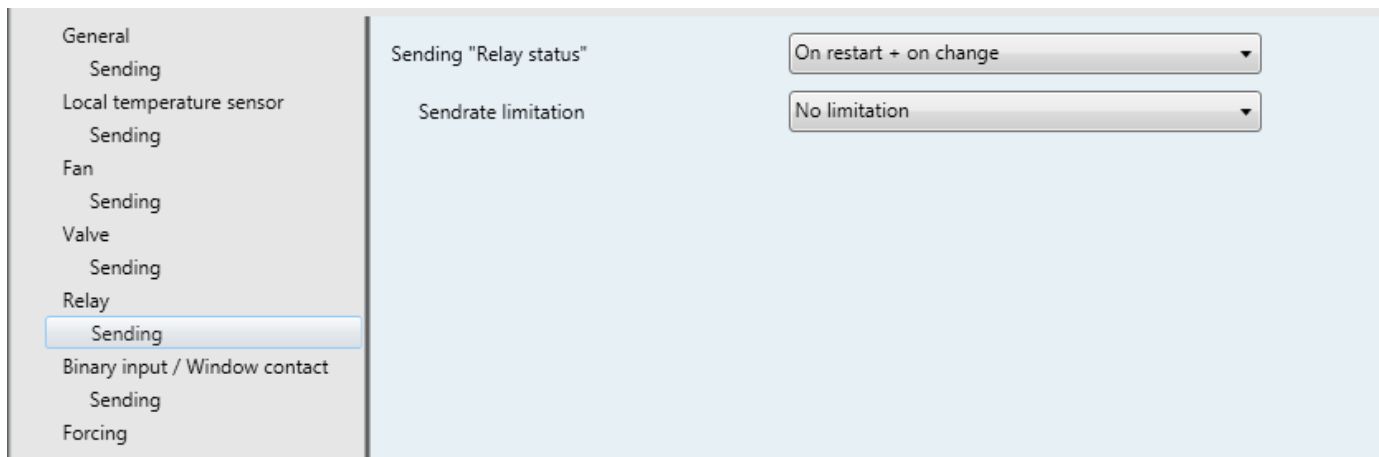 General
Sending
Local temperature sensor
Sending
Fan
Sending
Valve
Sending
Relay
Sending
Binary input / Window contact
Sending
Forcing
Sending "Relay status" On restart + on change
Sendrate limitation No limitation